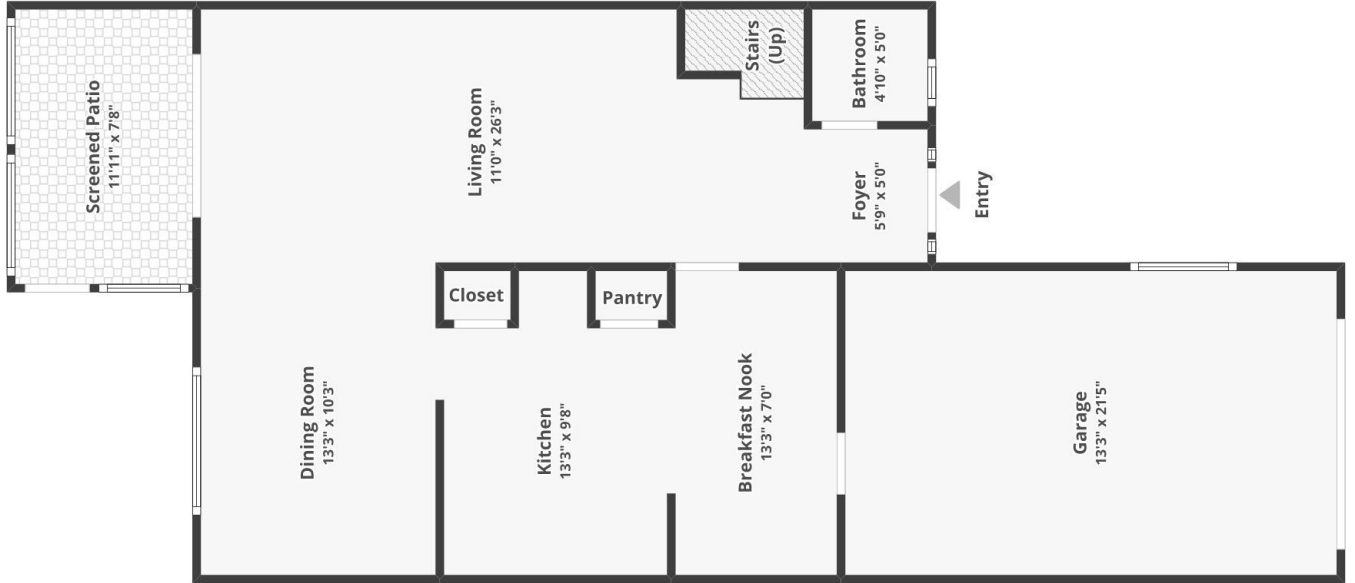 Screened Patio
11'11" x 7'8"
Living Room
11'0" x 26'3"
Stairs
(Up)
Bathroom
4'10" x 5'0"
Foyer
5'9" x 5'0"
Entry
Closet
Pantry
Dining Room
13'3" x 10'3"
Kitchen
13'3" x 9'8"
Breakfast Nook
13'3" x 7'0"
Garage
13'3" x 21'5"